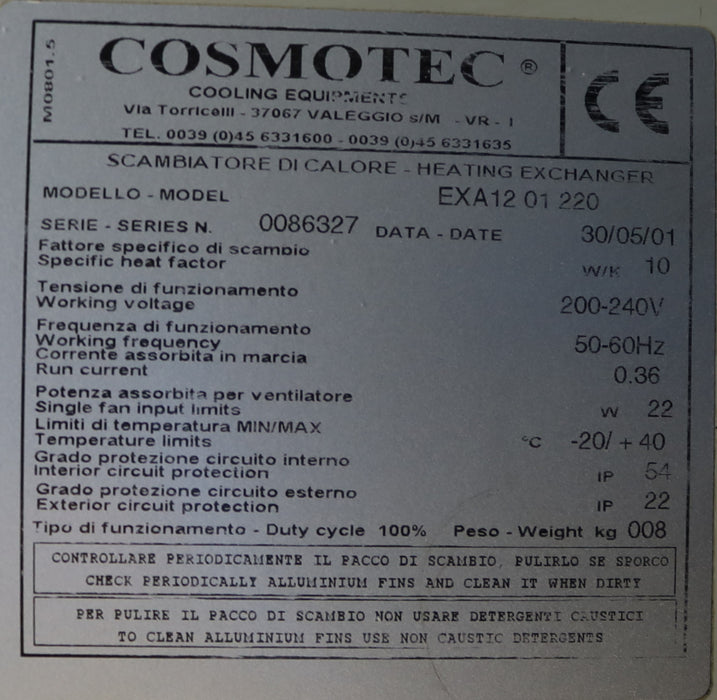 M0801.5
COSMOTEC ®
COOLING EQUIPMENTS
Via Torricelli - 37067 VALEGGIO S/M - VR - I
TEL. 0039 (0)45 6331600 - 0039 (0)45 6331635
CE
SCAMBIATORE DI CALORE - HEATING EXCHANGER
MODELLO - MODEL EXA12 01 220
SERIE - SERIES N. 0086327 DATA - DATE 30/05/01
Fattore specifico di scambio
Specific heat factor W/K 10
Tensione di funzionamento
Working voltage 200-240V
Frequenza di funzionamento
Working frequency 50-60Hz
Corrente assorbita in marcia
Run current 0.36
Potenza assorbita per ventilatore
Single fan input limits W 22
Limiti di temperatura MIN/MAX
Temperature limits °C -20/ + 40
Grado protezione circuito interno
Interior circuit protection IP 54
Grado protezione circuito esterno
Exterior circuit protection IP 22
Tipo di funzionamento - Duty cycle 100% Peso - Weight kg 008
CONTROLLARE PERIODICAMENTE IL PACCO DI SCAMBIO, PULIRLO SE SPORCO
CHECK PERIODICALLY ALLUMINIUM FINS AND CLEAN IT WHEN DIRTY
PER PULIRE IL PACCO DI SCAMBIO NON USARE DETERGENTI CAUSTICI
TO CLEAN ALLUMINIUM FINS USE NON CAUSTIC DETERGENTS